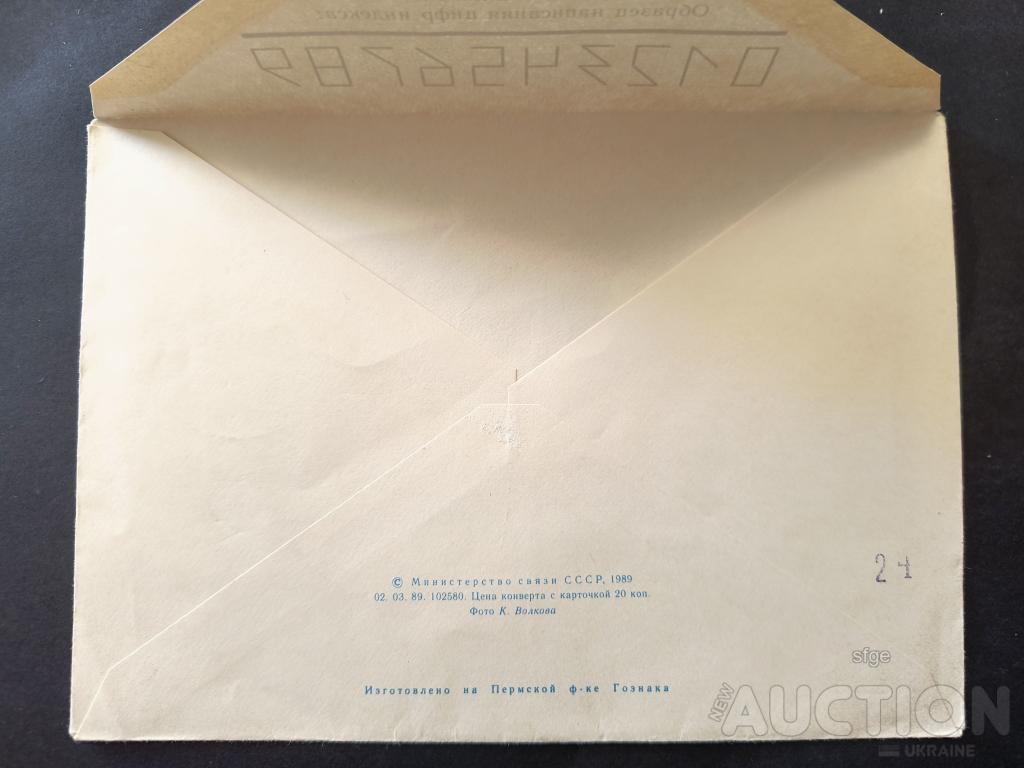 Образец написания цифр индекса:
0123456789
© Министерство связи СССР, 1989
02. 03. 89. 102580. Цена конверта с карточкой 20 коп.
Фото К. Волкова
21
sfge
Изготовлено на Пермской ф-ке Гознака
NEW AUCTION
UKRAINE